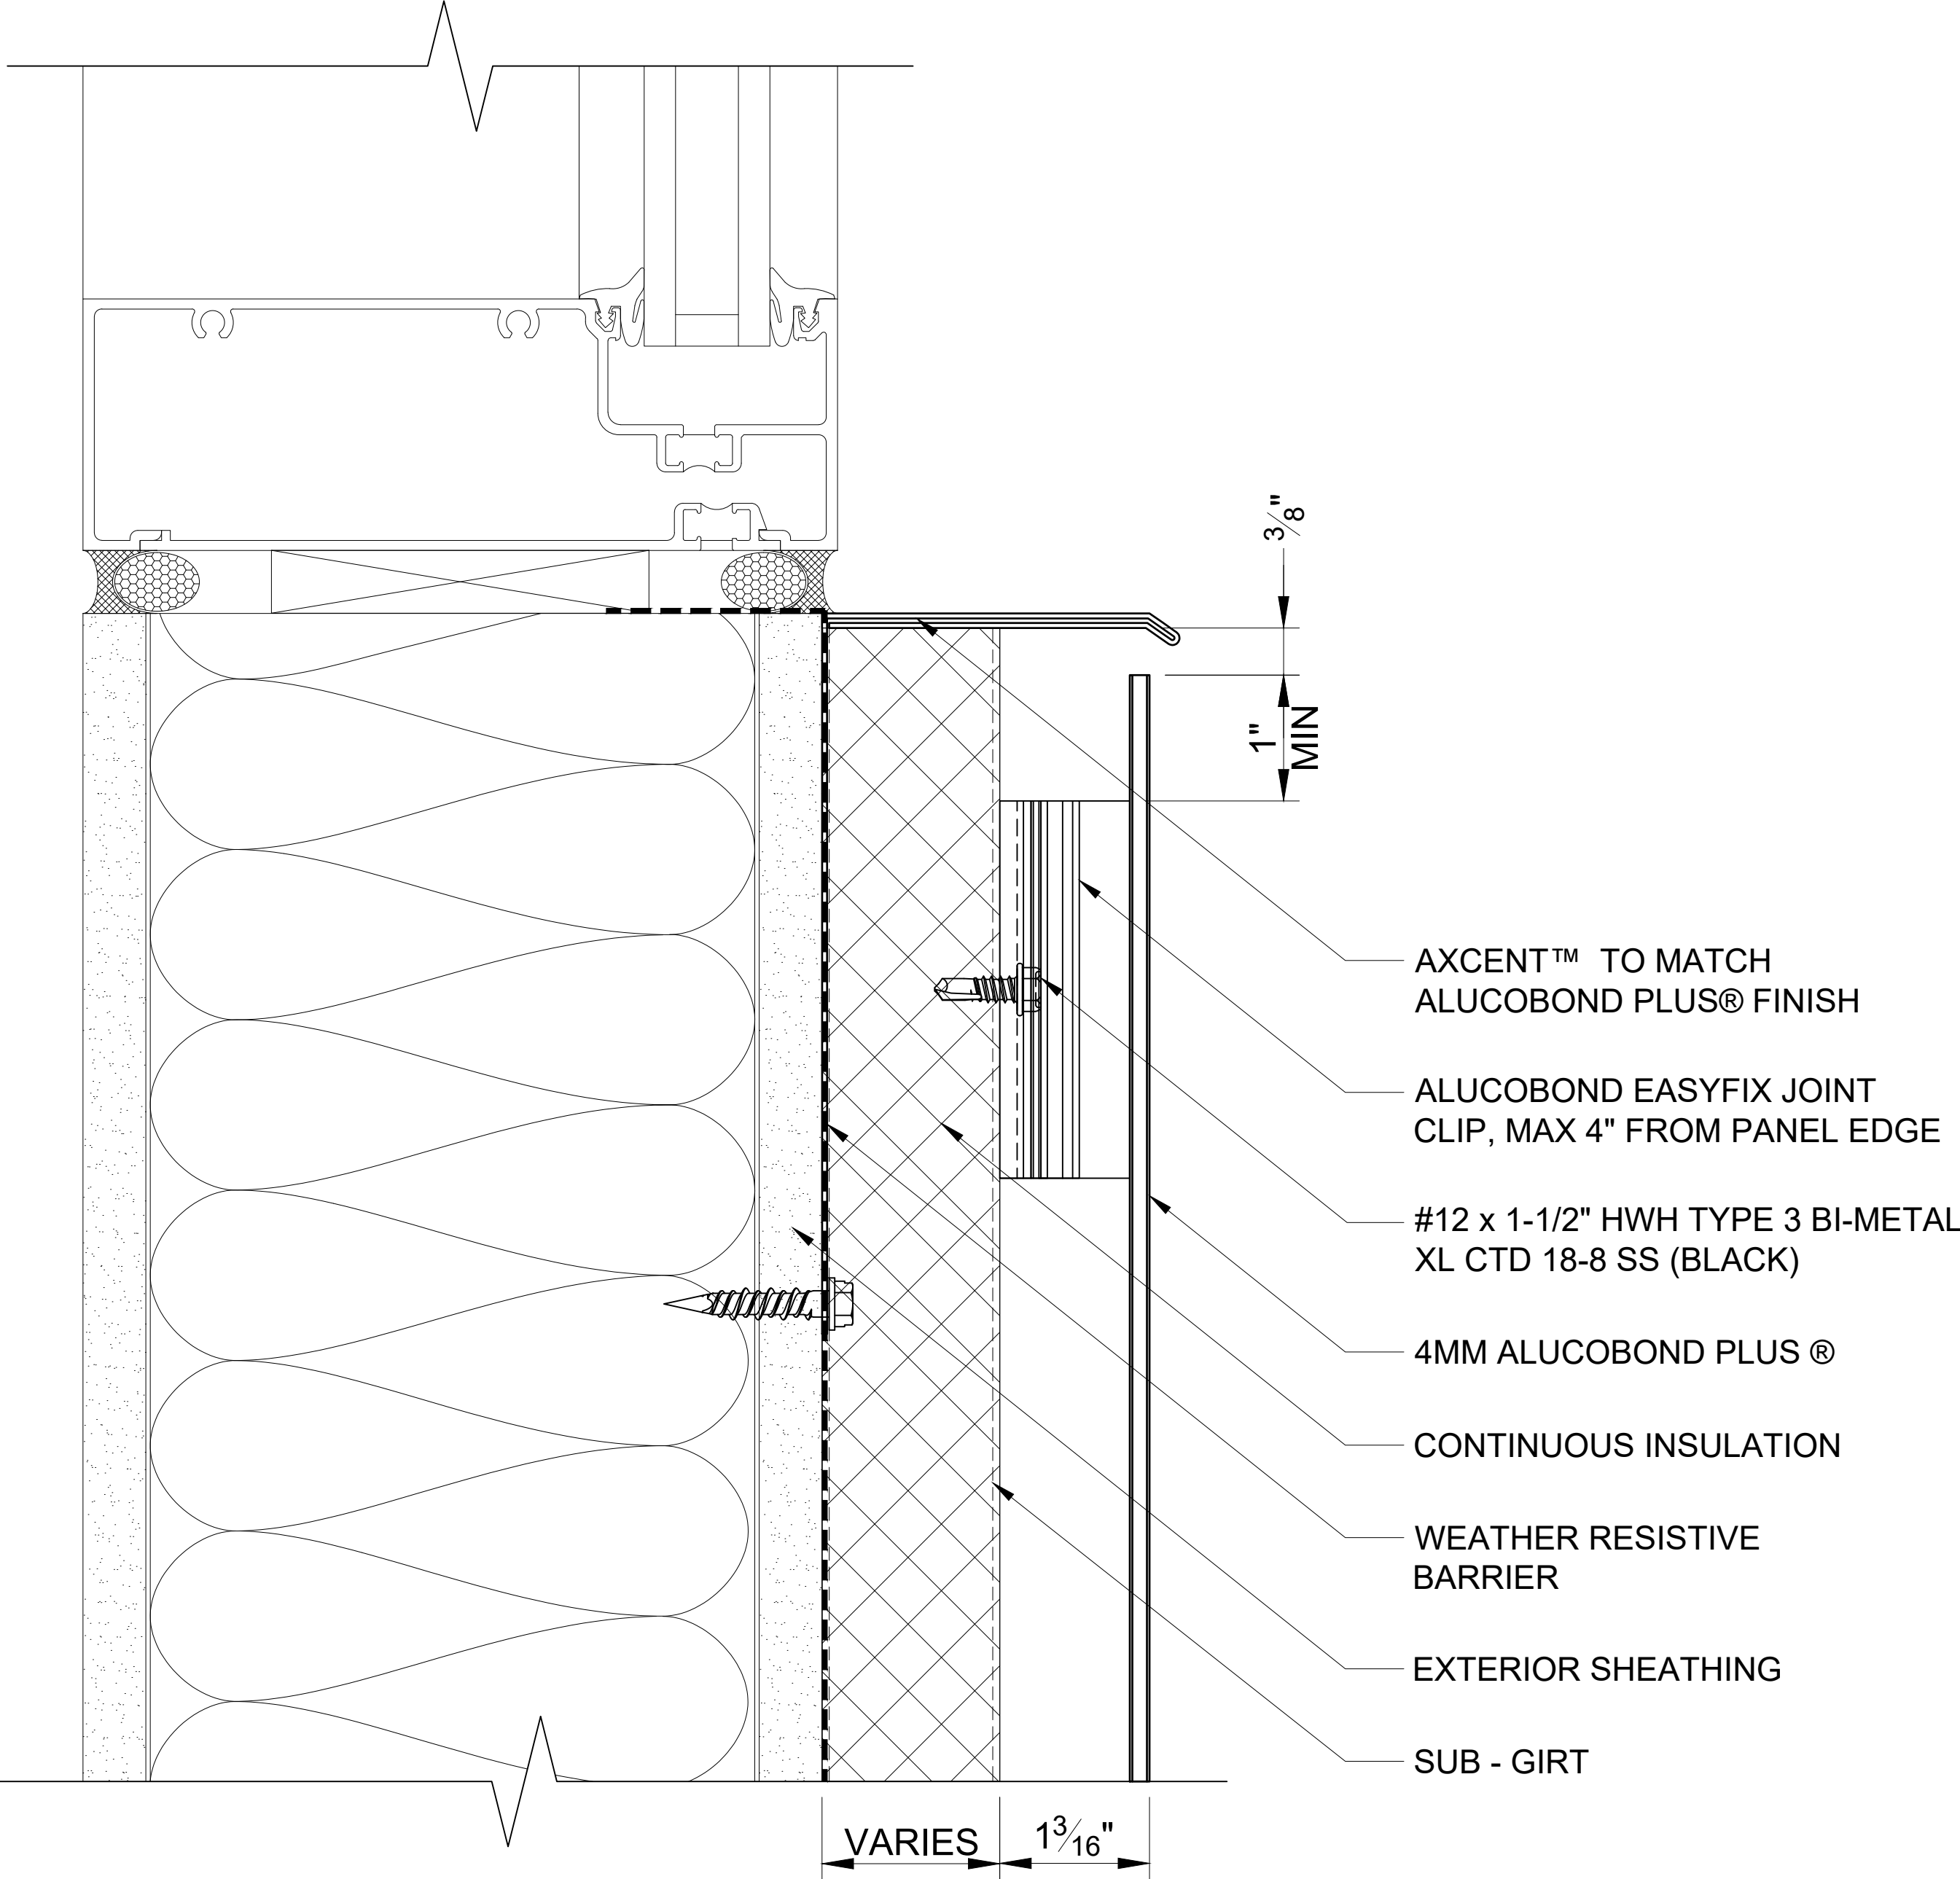 3/8"
1"
MIN
AXCENT™ TO MATCH
ALUCOBOND PLUS® FINISH
ALUCOBOND EASYFIX JOINT
CLIP, MAX 4" FROM PANEL EDGE
#12 x 1-1/2" HWH TYPE 3 BI-METAL
XL CTD 18-8 SS (BLACK)
4MM ALUCOBOND PLUS ®
CONTINUOUS INSULATION
WEATHER RESISTIVE
BARRIER
EXTERIOR SHEATHING
SUB - GIRT
VARIES
1 3/16"